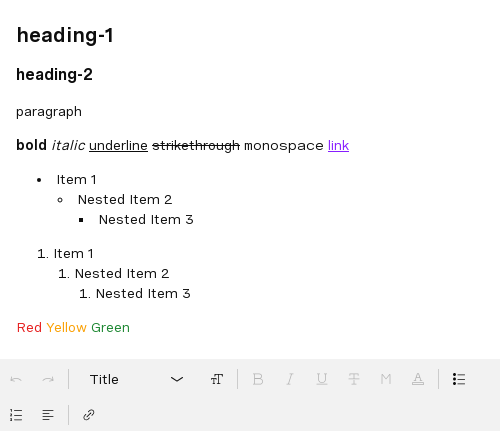 heading-1
heading-2
paragraph
bold italic underline strikethrough monospace link
• Item 1
◦ Nested Item 2
▪ Nested Item 3
1. Item 1
1. Nested Item 2
1. Nested Item 3
Red Yellow Green
Title TT B I U T M A